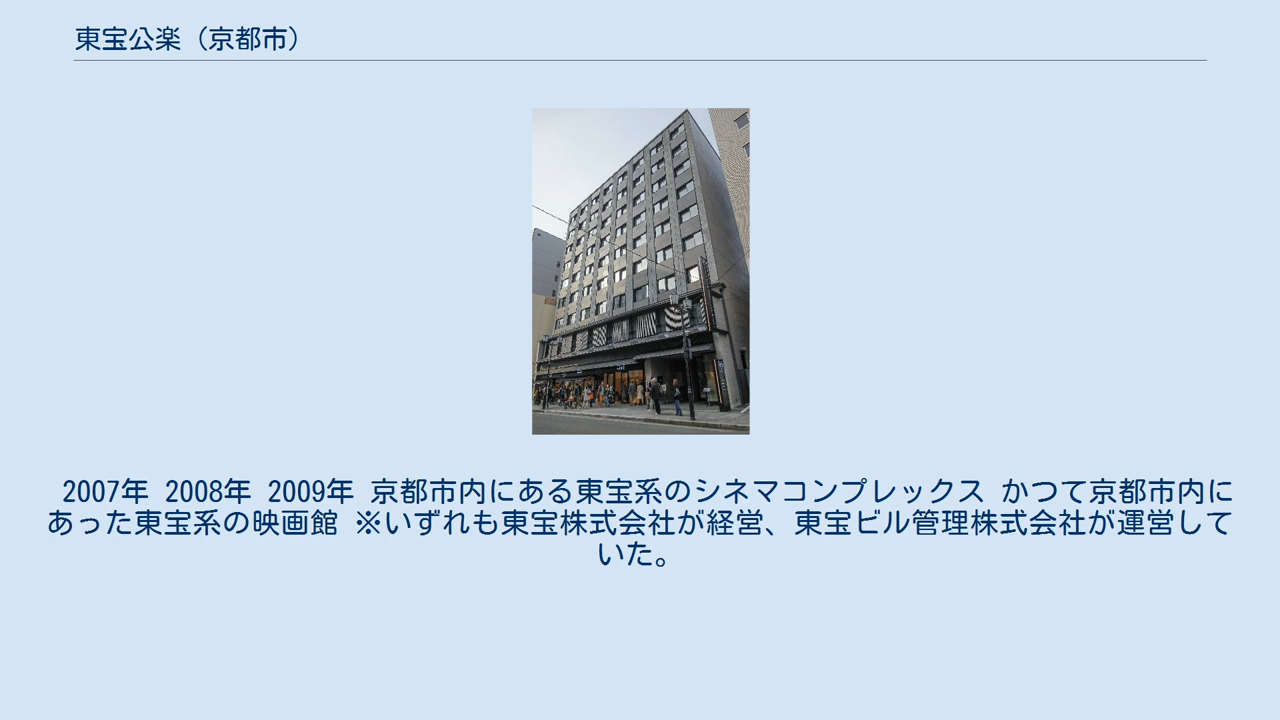 東宝公楽（京都市）
2007年 2008年 2009年 京都市内にある東宝系のシネマコンプレックス かつて京都市内に
あった東宝系の映画館 ※いずれも東宝株式会社が経営、東宝ビル管理株式会社が運営して
いた。